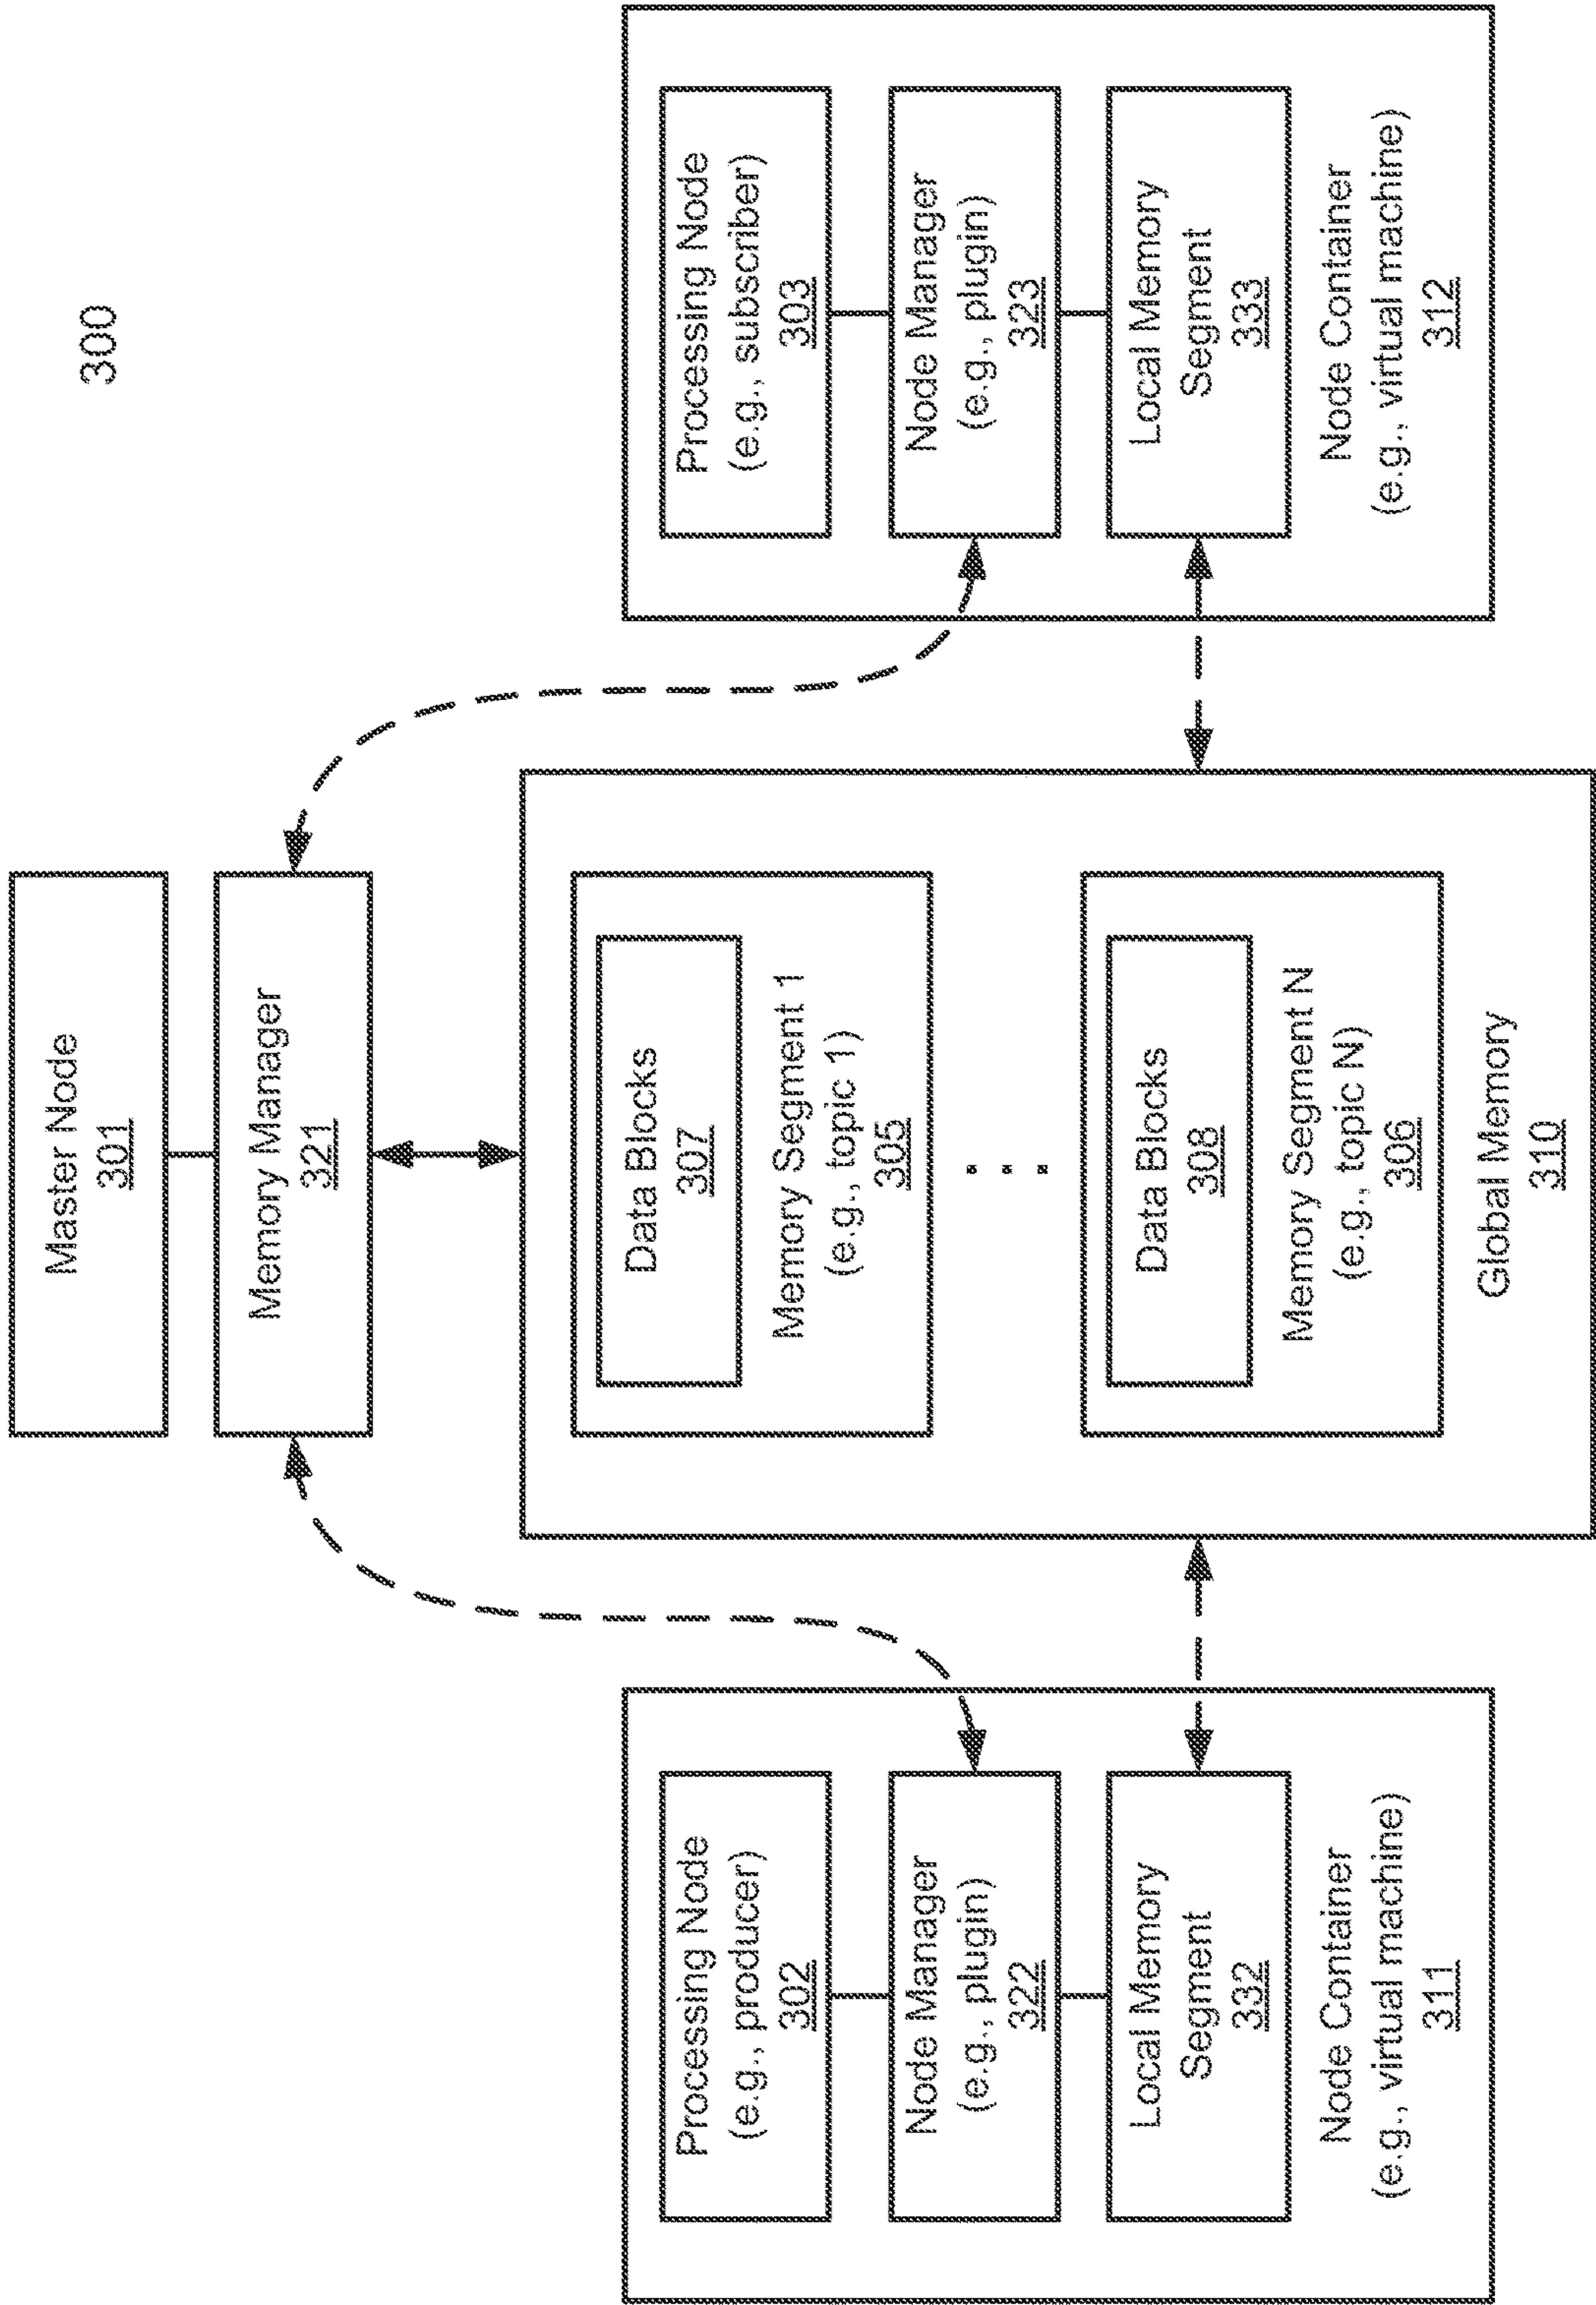 300
Master Node
301
Memory Manager
321
Processing Node
(e.g., producer)
302
Node Manager
(e.g., plugin)
322
Local Memory
Segment
332
Node Container
(e.g., virtual machine)
311
Data Blocks
307
Memory Segment 1
(e.g., topic 1)
305
. . .
Data Blocks
308
Memory Segment N
(e.g., topic N)
306
Global Memory
310
Processing Node
(e.g., subscriber)
303
Node Manager
(e.g., plugin)
323
Local Memory
Segment
333
Node Container
(e.g., virtual machine)
312